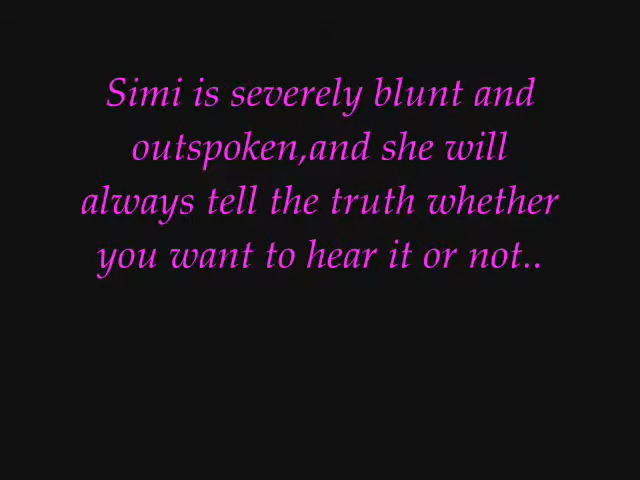 Simi is severely blunt and
outspoken,and she will
always tell the truth whether
you want to hear it or not..